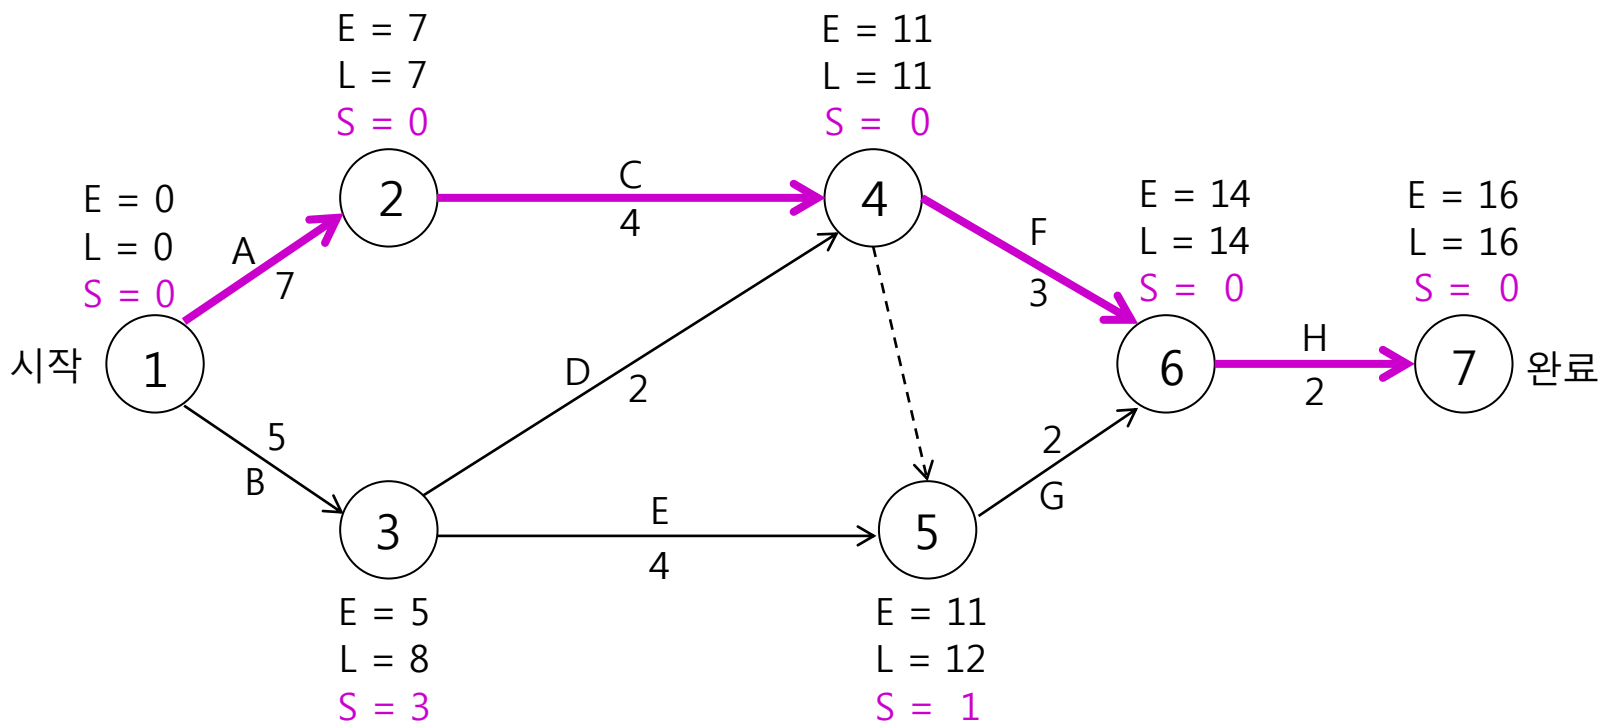 E = 7
L = 7
S = 0
E = 11
L = 11
S = 0
E = 0
L = 0
S = 0
2
C
4
4
E = 14
L = 14
S = 0
E = 16
L = 16
S = 0
A
7
F
3
시작
1
D
2
6
H
2
7
완료
5
B
2
G
3
E
4
5
E = 5
L = 8
S = 3
E = 11
L = 12
S = 1